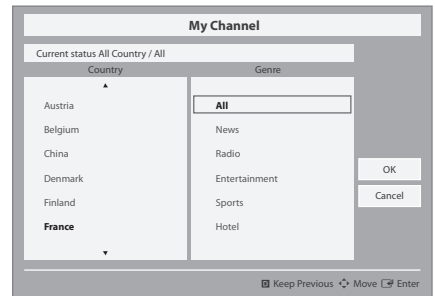 My Channel
Current status All Country / All
Country Genre
▲
Austria All
Belgium News
China Radio
Denmark Entertainment
Finland Sports
France Hotel
▼
OK
Cancel
D Keep Previous Move Enter